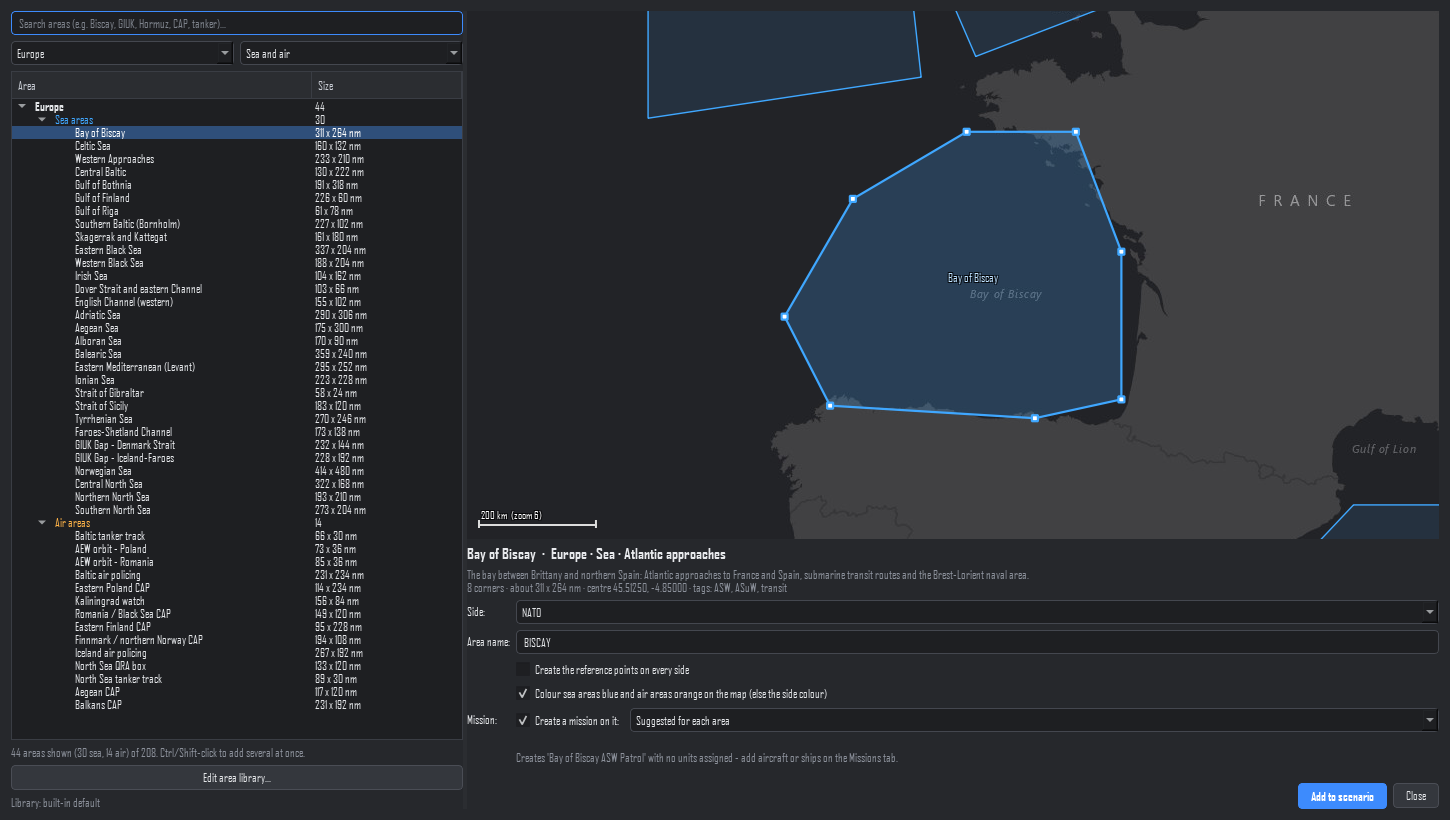 Search areas (e.g. Biscay, GIUK, Hormuz, CAP, tanker)...
Europe
Sea and air
Area Size
Europe 44
Sea areas 30
Bay of Biscay 311 x 264 nm
Celtic Sea 160 x 132 nm
Western Approaches 233 x 210 nm
Central Baltic 130 x 222 nm
Gulf of Bothnia 191 x 318 nm
Gulf of Finland 226 x 60 nm
Gulf of Riga 61 x 78 nm
Southern Baltic (Bornholm) 227 x 102 nm
Skagerrak and Kattegat 161 x 180 nm
Eastern Black Sea 337 x 204 nm
Western Black Sea 188 x 204 nm
Irish Sea 104 x 162 nm
Dover Strait and eastern Channel 103 x 66 nm
English Channel (western) 155 x 102 nm
Adriatic Sea 290 x 306 nm
Aegean Sea 175 x 300 nm
Alboran Sea 170 x 90 nm
Balearic Sea 359 x 240 nm
Eastern Mediterranean (Levant) 295 x 252 nm
Ionian Sea 223 x 228 nm
Strait of Gibraltar 58 x 24 nm
Strait of Sicily 183 x 120 nm
Tyrrhenian Sea 270 x 246 nm
Faroes-Shetland Channel 173 x 138 nm
GIUK Gap - Denmark Strait 232 x 144 nm
GIUK Gap - Iceland-Faroes 228 x 192 nm
Norwegian Sea 414 x 480 nm
Central North Sea 322 x 168 nm
Northern North Sea 193 x 210 nm
Southern North Sea 273 x 204 nm
Air areas 14
Baltic tanker track 66 x 30 nm
AEW orbit - Poland 73 x 36 nm
AEW orbit - Romania 85 x 36 nm
Baltic air policing 231 x 234 nm
Eastern Poland CAP 114 x 234 nm
Kaliningrad watch 156 x 84 nm
Romania / Black Sea CAP 149 x 120 nm
Eastern Finland CAP 95 x 228 nm
Finnmark / northern Norway CAP 194 x 108 nm
Iceland air policing 267 x 192 nm
North Sea QRA box 133 x 120 nm
North Sea tanker track 89 x 30 nm
Aegean CAP 117 x 120 nm
Balkans CAP 231 x 192 nm
44 areas shown (30 sea, 14 air) of 208. Ctrl/Shift-click to add several at once.
Edit area library...
Library: built-in default
FRANCE
Bay of Biscay
Bay of Biscay
Gulf of Lion
200 km (zoom 6)
Bay of Biscay · Europe · Sea · Atlantic approaches
The bay between Brittany and northern Spain: Atlantic approaches to France and Spain, submarine transit routes and the Brest-Lorient naval area.
8 corners · about 311 x 264 nm · centre 45.51250, -4.85000 · tags: ASW, ASuW, transit
Side: NATO
Area name: BISCAY
Create the reference points on every side
Colour sea areas blue and air areas orange on the map (else the side colour)
Mission: Create a mission on it: Suggested for each area
Creates 'Bay of Biscay ASW Patrol' with no units assigned - add aircraft or ships on the Missions tab.
Add to scenario
Close